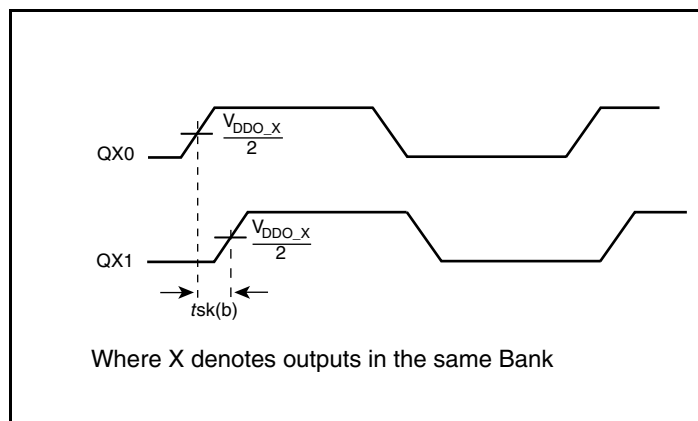 V_DDO_X
2
QX0
V_DDO_X
2
QX1
tsk(b)
Where X denotes outputs in the same Bank